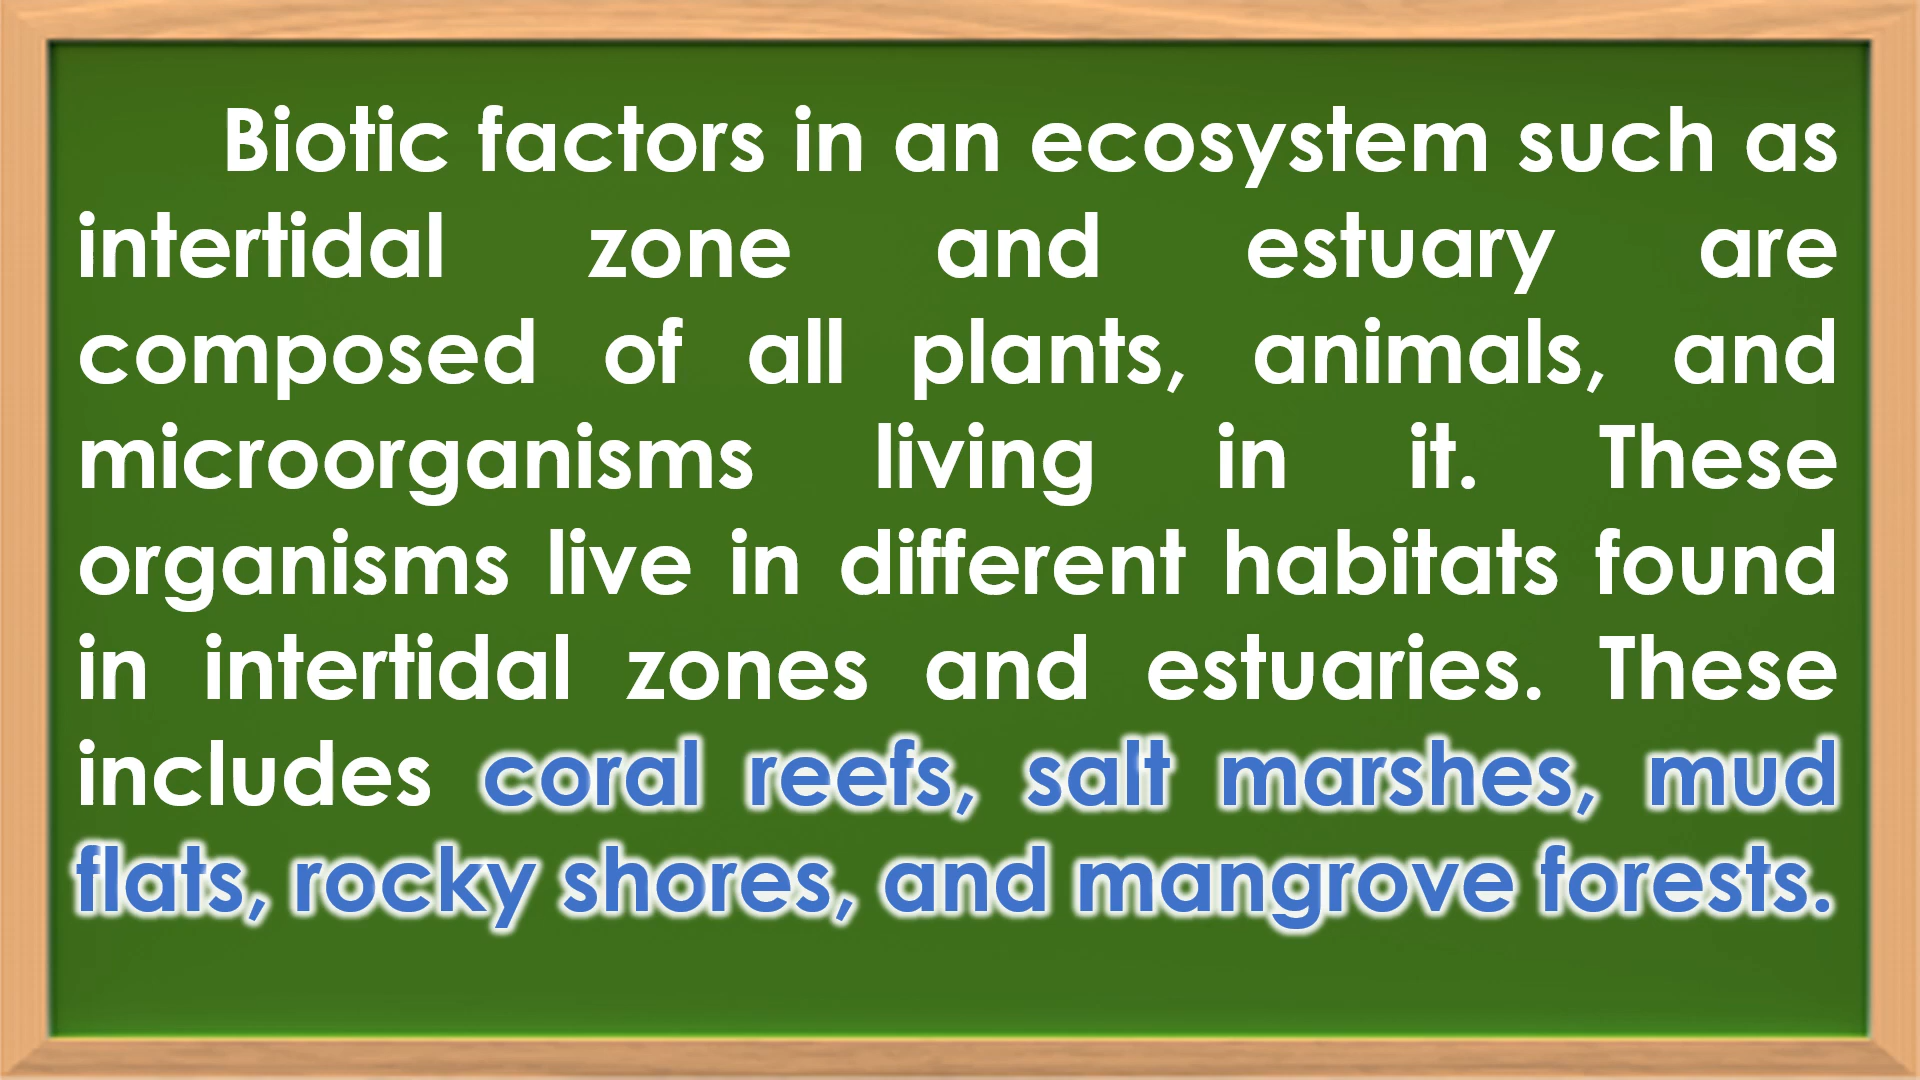 Biotic factors in an ecosystem such as
intertidal zone and estuary are
composed of all plants, animals, and
microorganisms living in it. These
organisms live in different habitats found
in intertidal zones and estuaries. These
includes coral reefs, salt marshes, mud
flats, rocky shores, and mangrove forests.